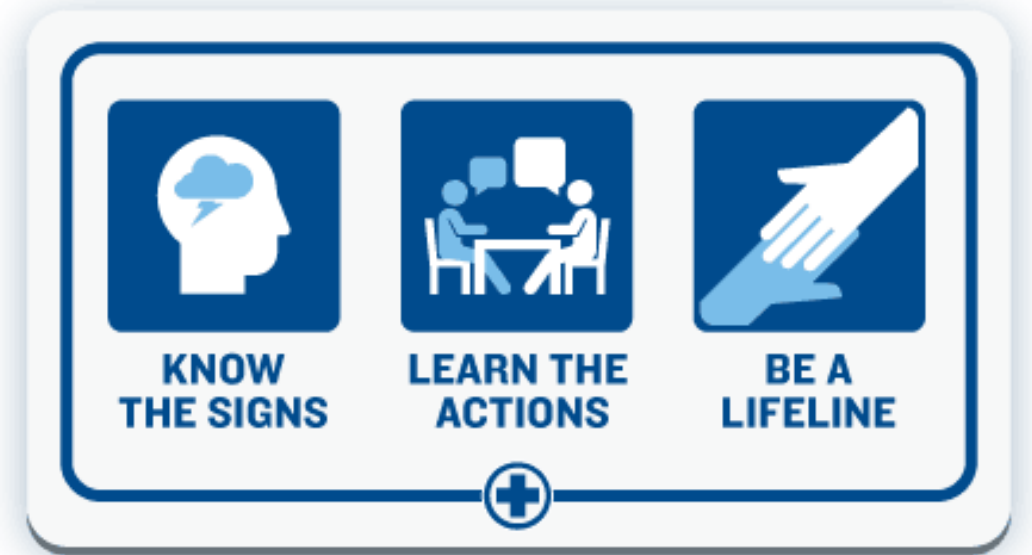 KNOW
THE SIGNS
LEARN THE
ACTIONS
BE A
LIFELINE